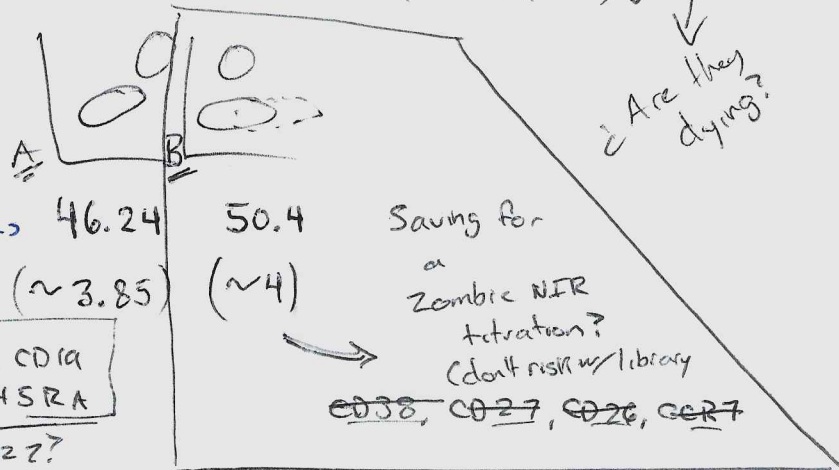 ¿Are they
dying?
A
B
46.24
50.4
(~3.85)
(~4)
Saving for
a
Zombie NIR
titration?
(don't risk w/ library
CD38, CD27, CD26, CCR7
CD19
45RA
22?